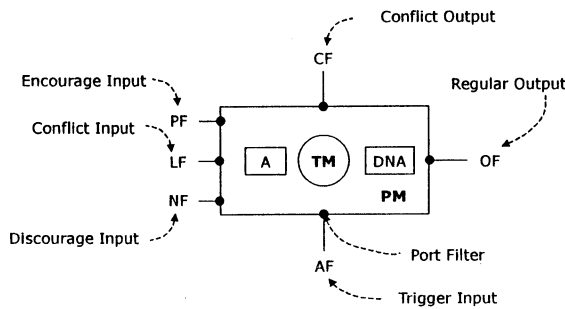 Conflict Output
CF
Encourage Input
Regular Output
PF
Conflict Input
LF
A
TM
DNA
OF
NF
PM
Discourage Input
Port Filter
AF
Trigger Input